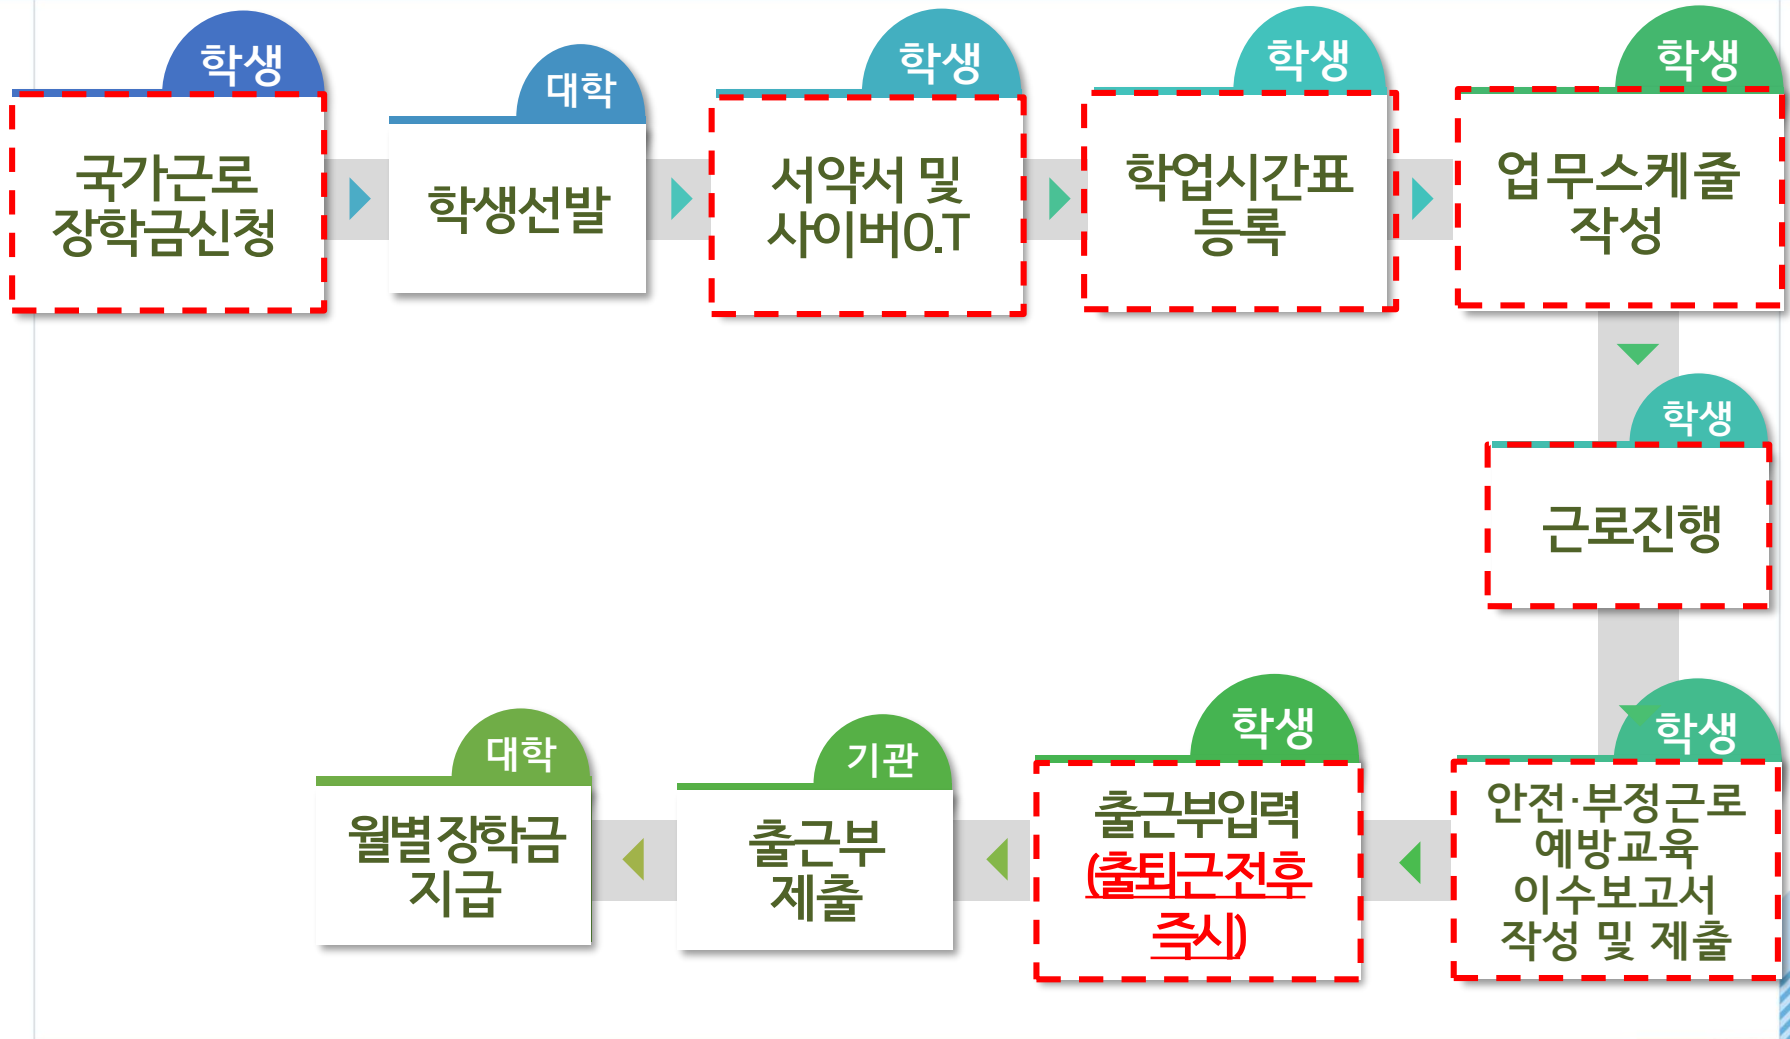 학생
국가근로
장학금신청
대학
학생선발
학생
서약서 및
사이버O.T
학생
학업시간표
등록
학생
업무스케줄
작성
학생
근로진행
학생
안전·부정근로
예방교육
이수보고서
작성 및 제출
학생
출근부입력
(출퇴근전후
즉시)
기관
출근부
제출
대학
월별 장학금
지급